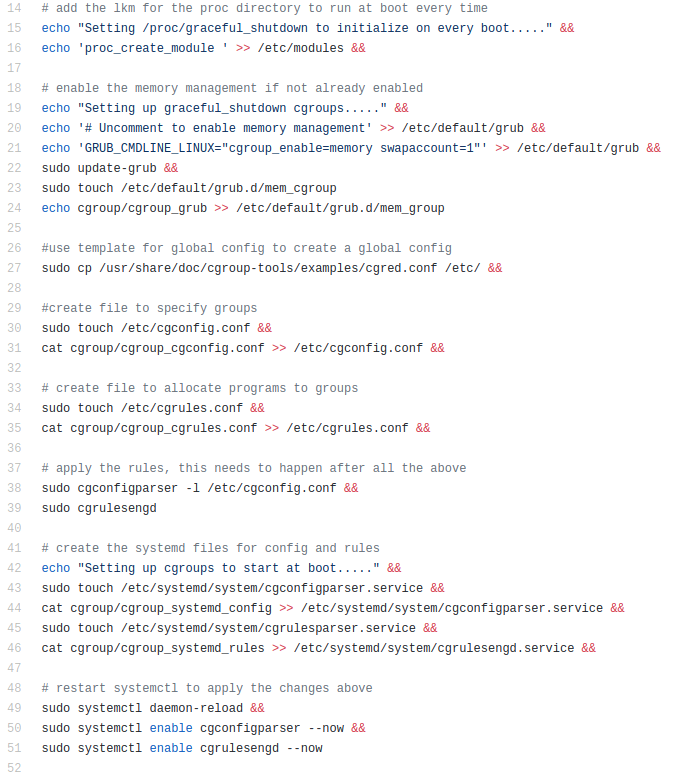 14 # add the lkm for the proc directory to run at boot every time
15 echo "Setting /proc/graceful_shutdown to initialize on every boot....." &&
16 echo 'proc_create_module ' >> /etc/modules &&
17
18 # enable the memory management if not already enabled
19 echo "Setting up graceful_shutdown cgroups....." &&
20 echo '# Uncomment to enable memory management' >> /etc/default/grub &&
21 echo 'GRUB_CMDLINE_LINUX="cgroup_enable=memory swapaccount=1"' >> /etc/default/grub &&
22 sudo update-grub &&
23 sudo touch /etc/default/grub.d/mem_cgroup
24 echo cgroup/cgroup_grub >> /etc/default/grub.d/mem_group
25
26 #use template for global config to create a global config
27 sudo cp /usr/share/doc/cgroup-tools/examples/cgred.conf /etc/ &&
28
29 #create file to specify groups
30 sudo touch /etc/cgconfig.conf &&
31 cat cgroup/cgroup_cgconfig.conf >> /etc/cgconfig.conf &&
32
33 # create file to allocate programs to groups
34 sudo touch /etc/cgrules.conf &&
35 cat cgroup/cgroup_cgrules.conf >> /etc/cgrules.conf &&
36
37 # apply the rules, this needs to happen after all the above
38 sudo cgconfigparser -l /etc/cgconfig.conf &&
39 sudo cgrulesengd
40
41 # create the systemd files for config and rules
42 echo "Setting up cgroups to start at boot....." &&
43 sudo touch /etc/systemd/system/cgconfigparser.service &&
44 cat cgroup/cgroup_systemd_config >> /etc/systemd/system/cgconfigparser.service &&
45 sudo touch /etc/systemd/system/cgrulesparser.service &&
46 cat cgroup/cgroup_systemd_rules >> /etc/systemd/system/cgrulesengd.service &&
47
48 # restart systemctl to apply the changes above
49 sudo systemctl daemon-reload &&
50 sudo systemctl enable cgconfigparser --now &&
51 sudo systemctl enable cgrulesengd --now
52